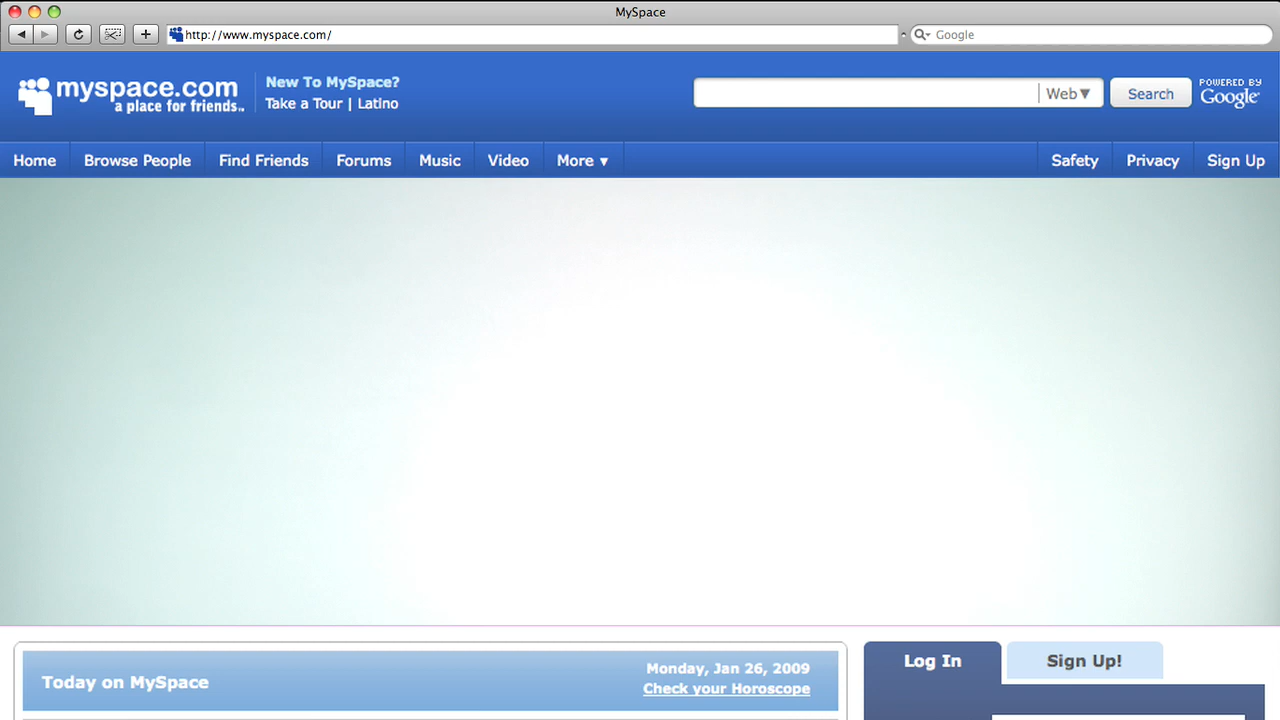 MySpace
http://www.myspace.com/
Google
myspace.com
a place for friends..
New To MySpace?
Take a Tour | Latino
Web▼
Search
POWERED BY
Google
Home Browse People Find Friends Forums Music Video More ▼ Safety Privacy Sign Up
Today on MySpace
Monday, Jan 26, 2009
Check your Horoscope
Log In
Sign Up!